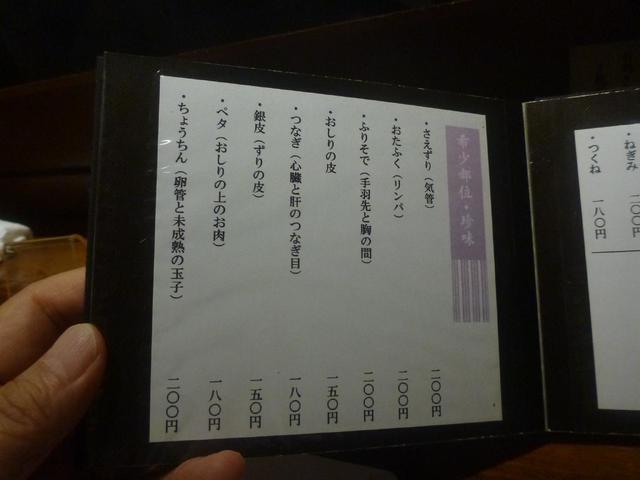 ・ねぎみ 二〇〇円
・つくね 一八〇円
希少部位・珍味
・さえずり（気管） 二〇〇円
・おたふく（リンパ） 二〇〇円
・ふりそで（手羽先と胸の間） 二〇〇円
・おしりの皮 一五〇円
・つなぎ（心臓と肝のつなぎ目） 一八〇円
・銀皮（ずりの皮） 一五〇円
・ペタ（おしりの上のお肉） 一八〇円
・ちょうちん（卵管と未成熟の玉子） 二〇〇円